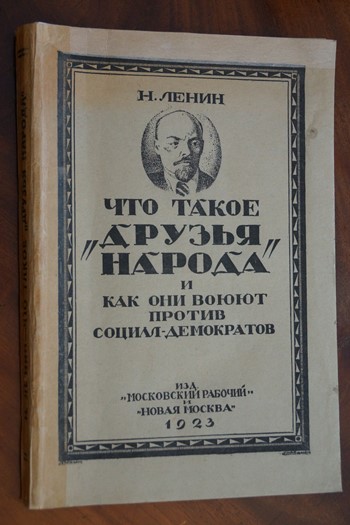 Н. ЛЕНИН
ЧТО ТАКОЕ
„ДРУЗЬЯ
НАРОДА"
И
КАК ОНИ ВОЮЮТ
ПРОТИВ
СОЦИАЛ-ДЕМОКРАТОВ
ИЗД.
„МОСКОВСКИЙ РАБОЧИЙ"
И
„НОВАЯ МОСКВА"
1923